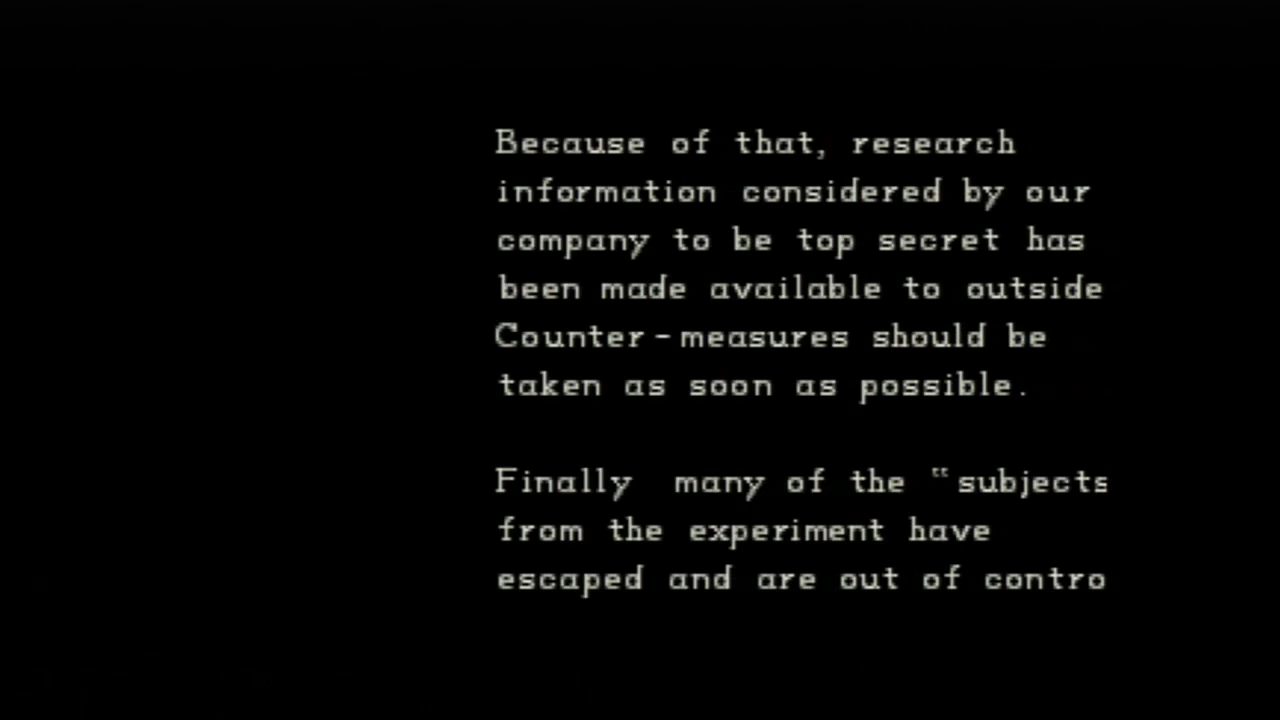 Because of that, research
information considered by our
company to be top secret has
been made available to outside
Counter-measures should be
taken as soon as possible.
Finally many of the "subjects
from the experiment have
escaped and are out of contro